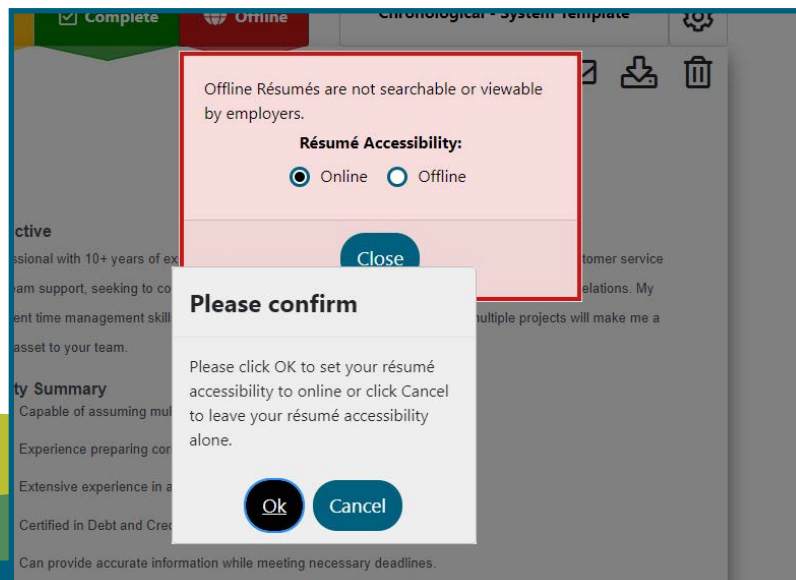 Complete
Offline
Chronological - System Template
Offline Résumés are not searchable or viewable
by employers.
Résumé Accessibility:
Online Offline
Close
ctive
ssional with 10+ years of ex
tomer service
am support, seeking to co
elations. My
ent time management skill
ultiple projects will make me a
asset to your team.
Please confirm
Please click OK to set your résumé
accessibility to online or click Cancel
to leave your résumé accessibility
alone.
Ok Cancel
ty Summary
Capable of assuming mul
Experience preparing cor
Extensive experience in a
Certified in Debt and Cred
Can provide accurate information while meeting necessary deadlines.